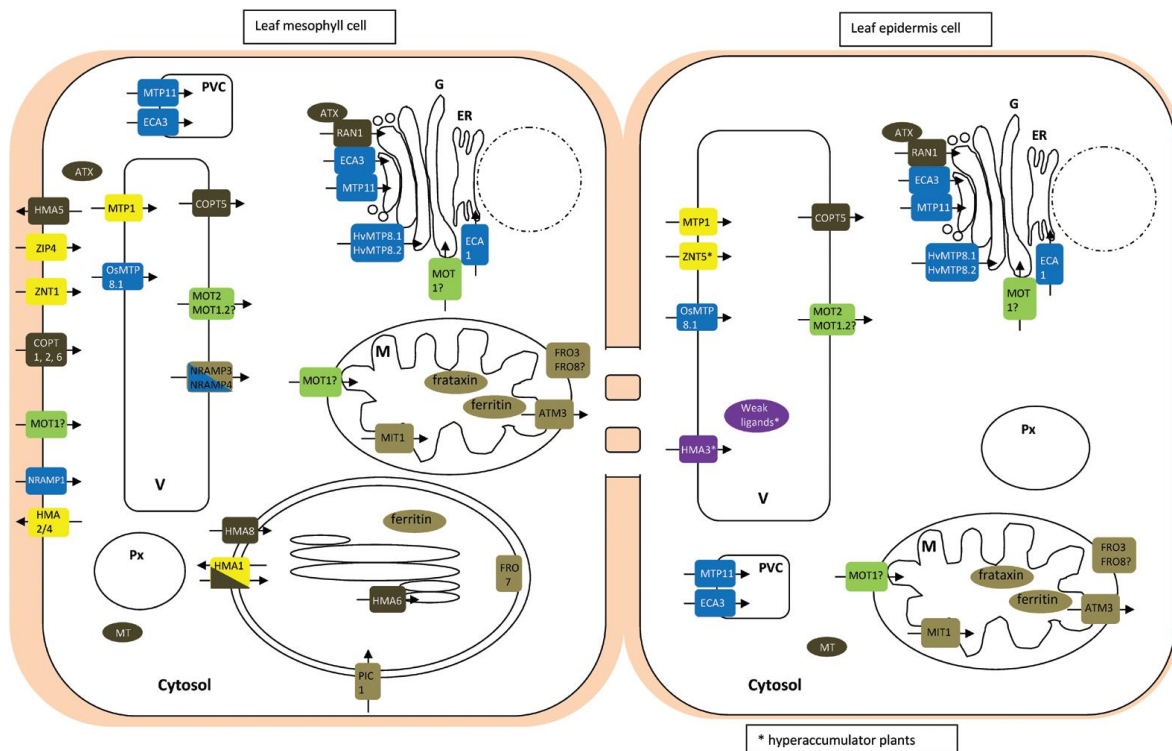 Leaf mesophyll cell
Leaf epidermis cell
MTP11
PVC
ECA3
G
ER
ATX
RAN1
ECA3
MTP11
HvMTP8.1
HvMTP8.2
ECA
1
MOT
1?
ATX
HMA5
ZIP4
ZNT1
COPT
1, 2, 6
MOT1?
NRAMP1
HMA
2/4
MTP1
COPT5
OsMTP
8.1
MOT2
MOT1.2?
NRAMP3
NRAMP4
V
M
MOT1?
frataxin
ferritin
FRO3
FRO8?
ATM3
MIT1
Px
MT
HMA8
HMA1
ferritin
HMA6
FRO
7
PIC
1
Cytosol
G
ER
ATX
RAN1
ECA3
MTP11
HvMTP8.1
HvMTP8.2
ECA
1
MOT
1?
MTP1
COPT5
ZNT5*
OsMTP
8.1
MOT2
MOT1.2?
Weak
ligands*
HMA3*
V
Px
MTP11
PVC
ECA3
M
MOT1?
frataxin
ferritin
FRO3
FRO8?
ATM3
MIT1
MT
Cytosol
* hyperaccumulator plants